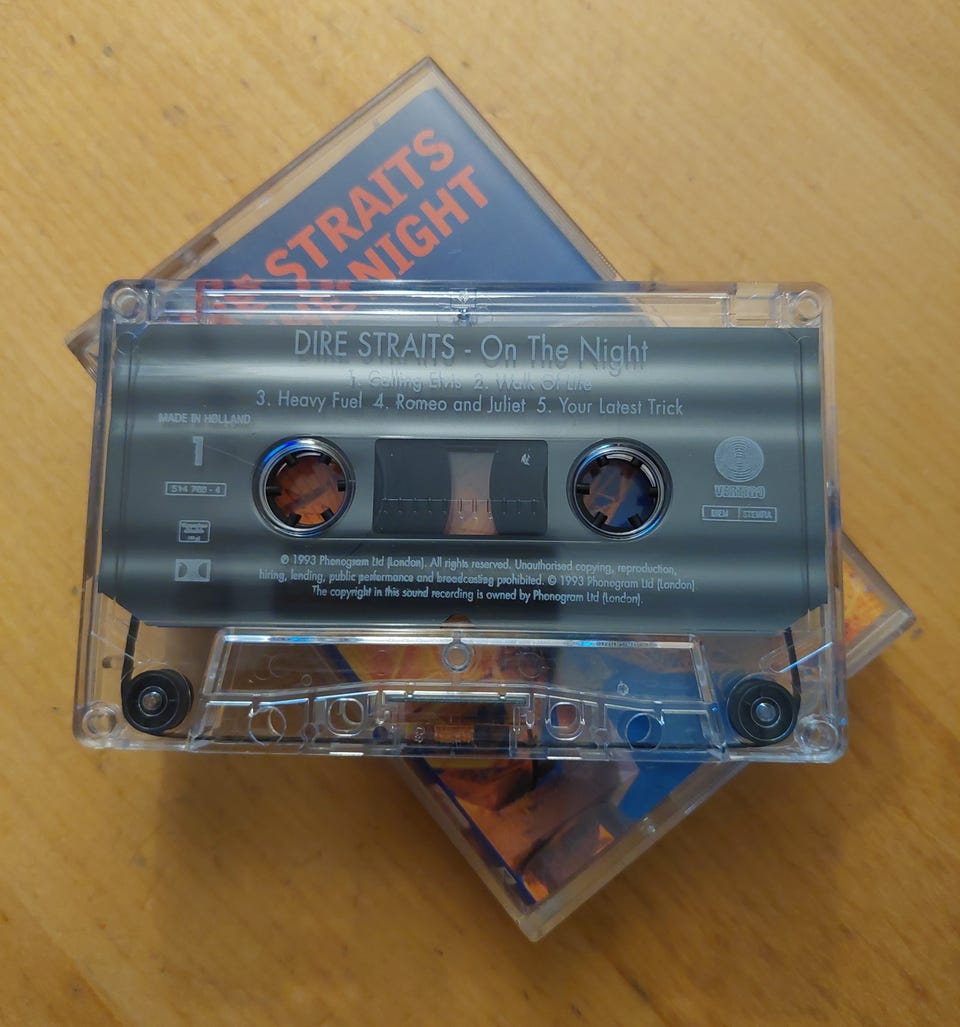 STRAITS
NIGHT
DIRE STRAITS - On The Night
1. Calling Elvis 2. Walk Of Life
3. Heavy Fuel 4. Romeo and Juliet 5. Your Latest Trick
MADE IN HOLLAND
1
514 766 - 4
VERTIGO
BIEM STEMRA
℗ 1993 Phonogram Ltd (London). All rights reserved. Unauthorised copying, reproduction,
hiring, lending, public performance and broadcasting prohibited. © 1993 Phonogram Ltd (London)
The copyright in this sound recording is owned by Phonogram Ltd (London).